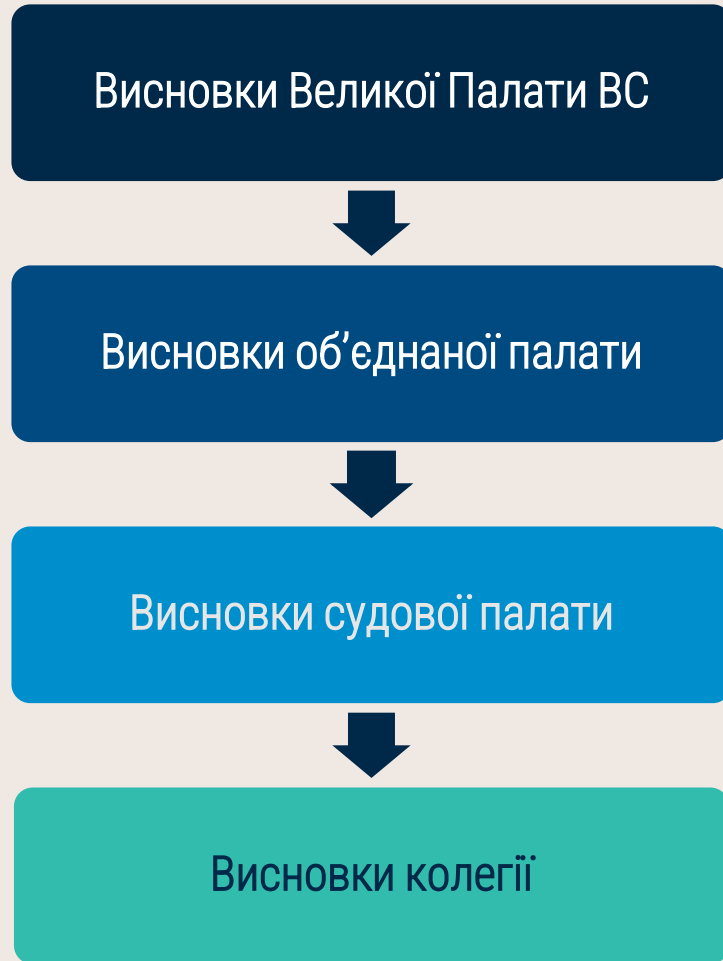 Висновки Великої Палати ВС
Висновки об’єднаної палати
Висновки судової палати
Висновки колегії